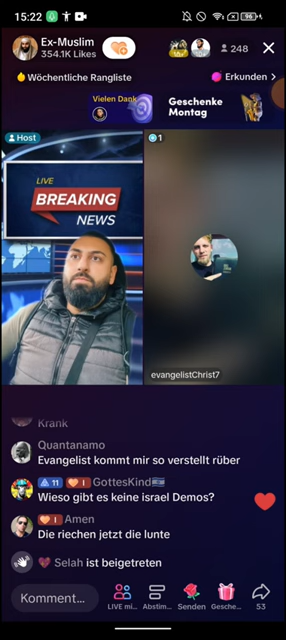 15:22
96
Ex-Muslim
354.1K Likes
248
Wöchentliche Rangliste
Erkunden >
Vielen Dank
Geschenke
Montag
Host
1
LIVE
BREAKING
NEWS
evangelistChrist7
Krank
Quantanamo
Evangelist kommt mir so verstellt rüber
11 1 GottesKind🇮🇱
Wieso gibt es keine israel Demos?
1 Amen
Die riechen jetzt die lunte
Selah ist beigetreten
Komment...
LIVE mi...
Abstim...
Senden
Gesche...
53